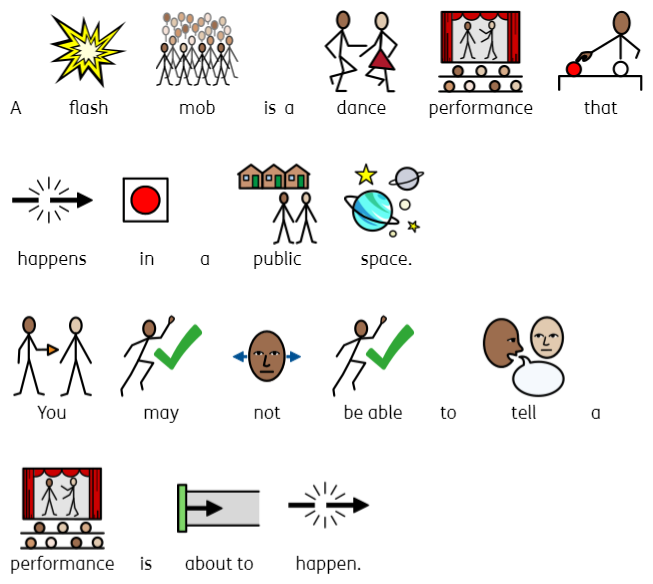 A flash mob is a dance performance that
happens in a public space.
You may not be able to tell a
performance is about to happen.